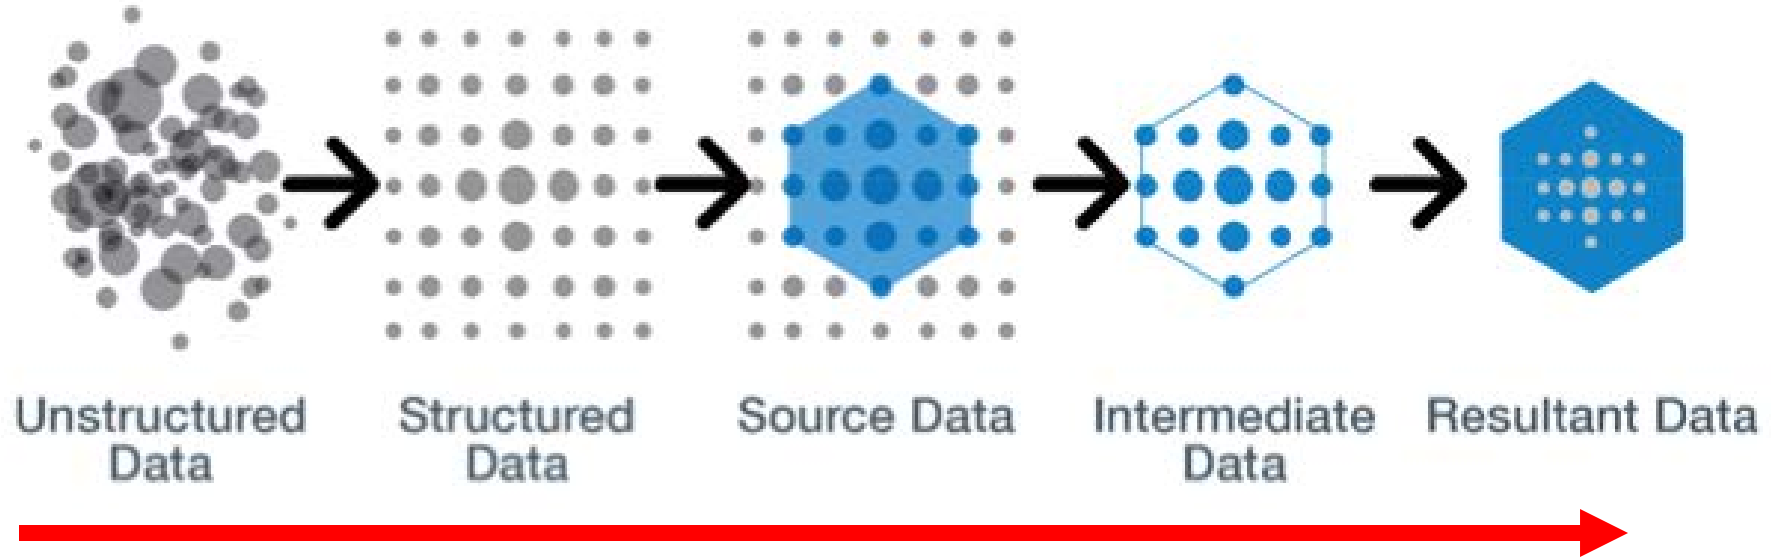 Unstructured
Data
Structured
Data
Source Data
Intermediate
Data
Resultant Data